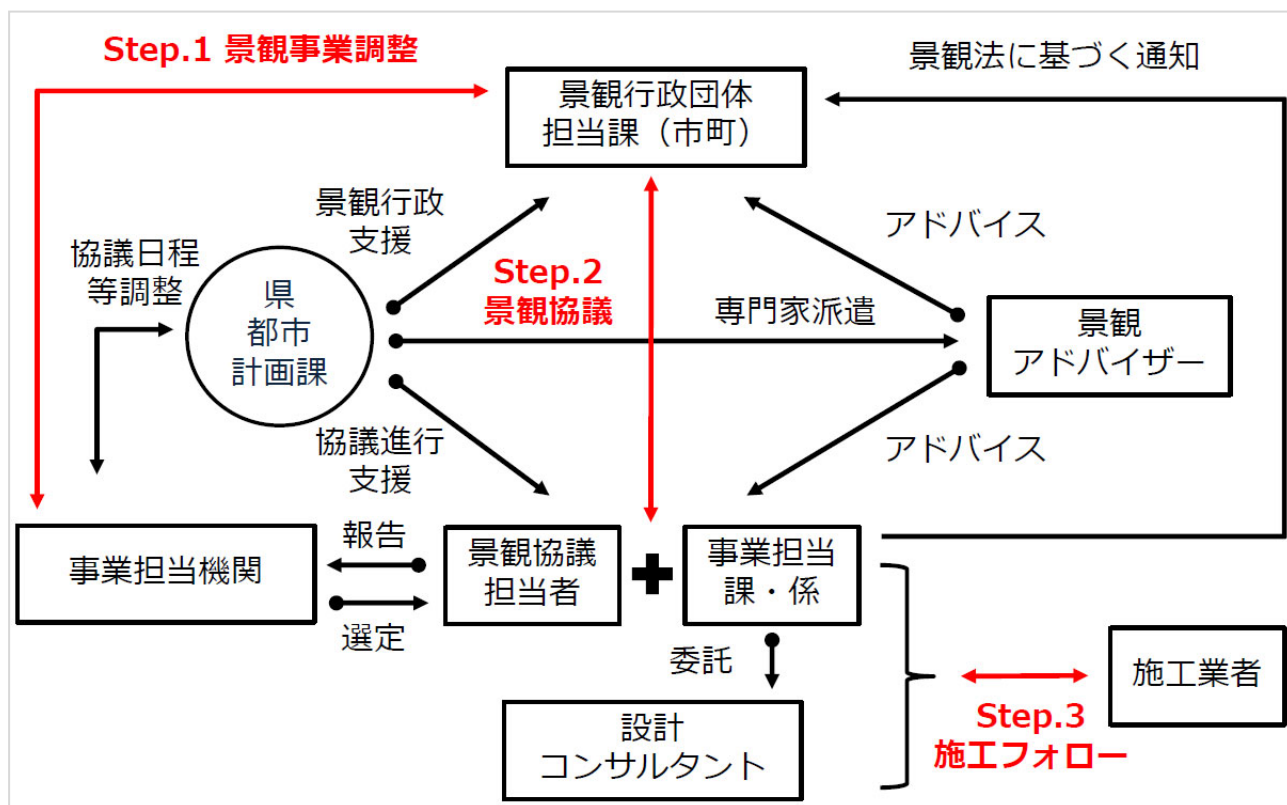 Step.1 景観事業調整
景観法に基づく通知
景観行政団体
担当課（市町）
景観行政
支援
アドバイス
協議日程
等調整
Step.2
景観協議
専門家派遣
県
都市
計画課
景観
アドバイザー
協議進行
支援
アドバイス
事業担当機関
報告
選定
景観協議
担当者
事業担当
課・係
委託
設計
コンサルタント
施工業者
Step.3
施工フォロー